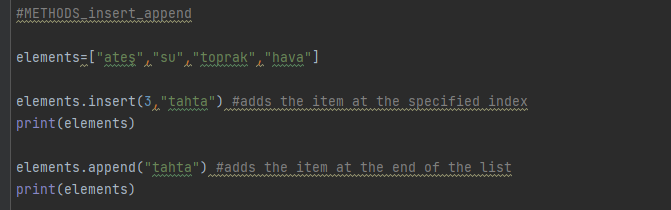 #METHODS_insert_append
elements=["ateş","su","toprak","hava"]
elements.insert(3,"tahta") #adds the item at the specified index
print(elements)
elements.append("tahta") #adds the item at the end of the list
print(elements)